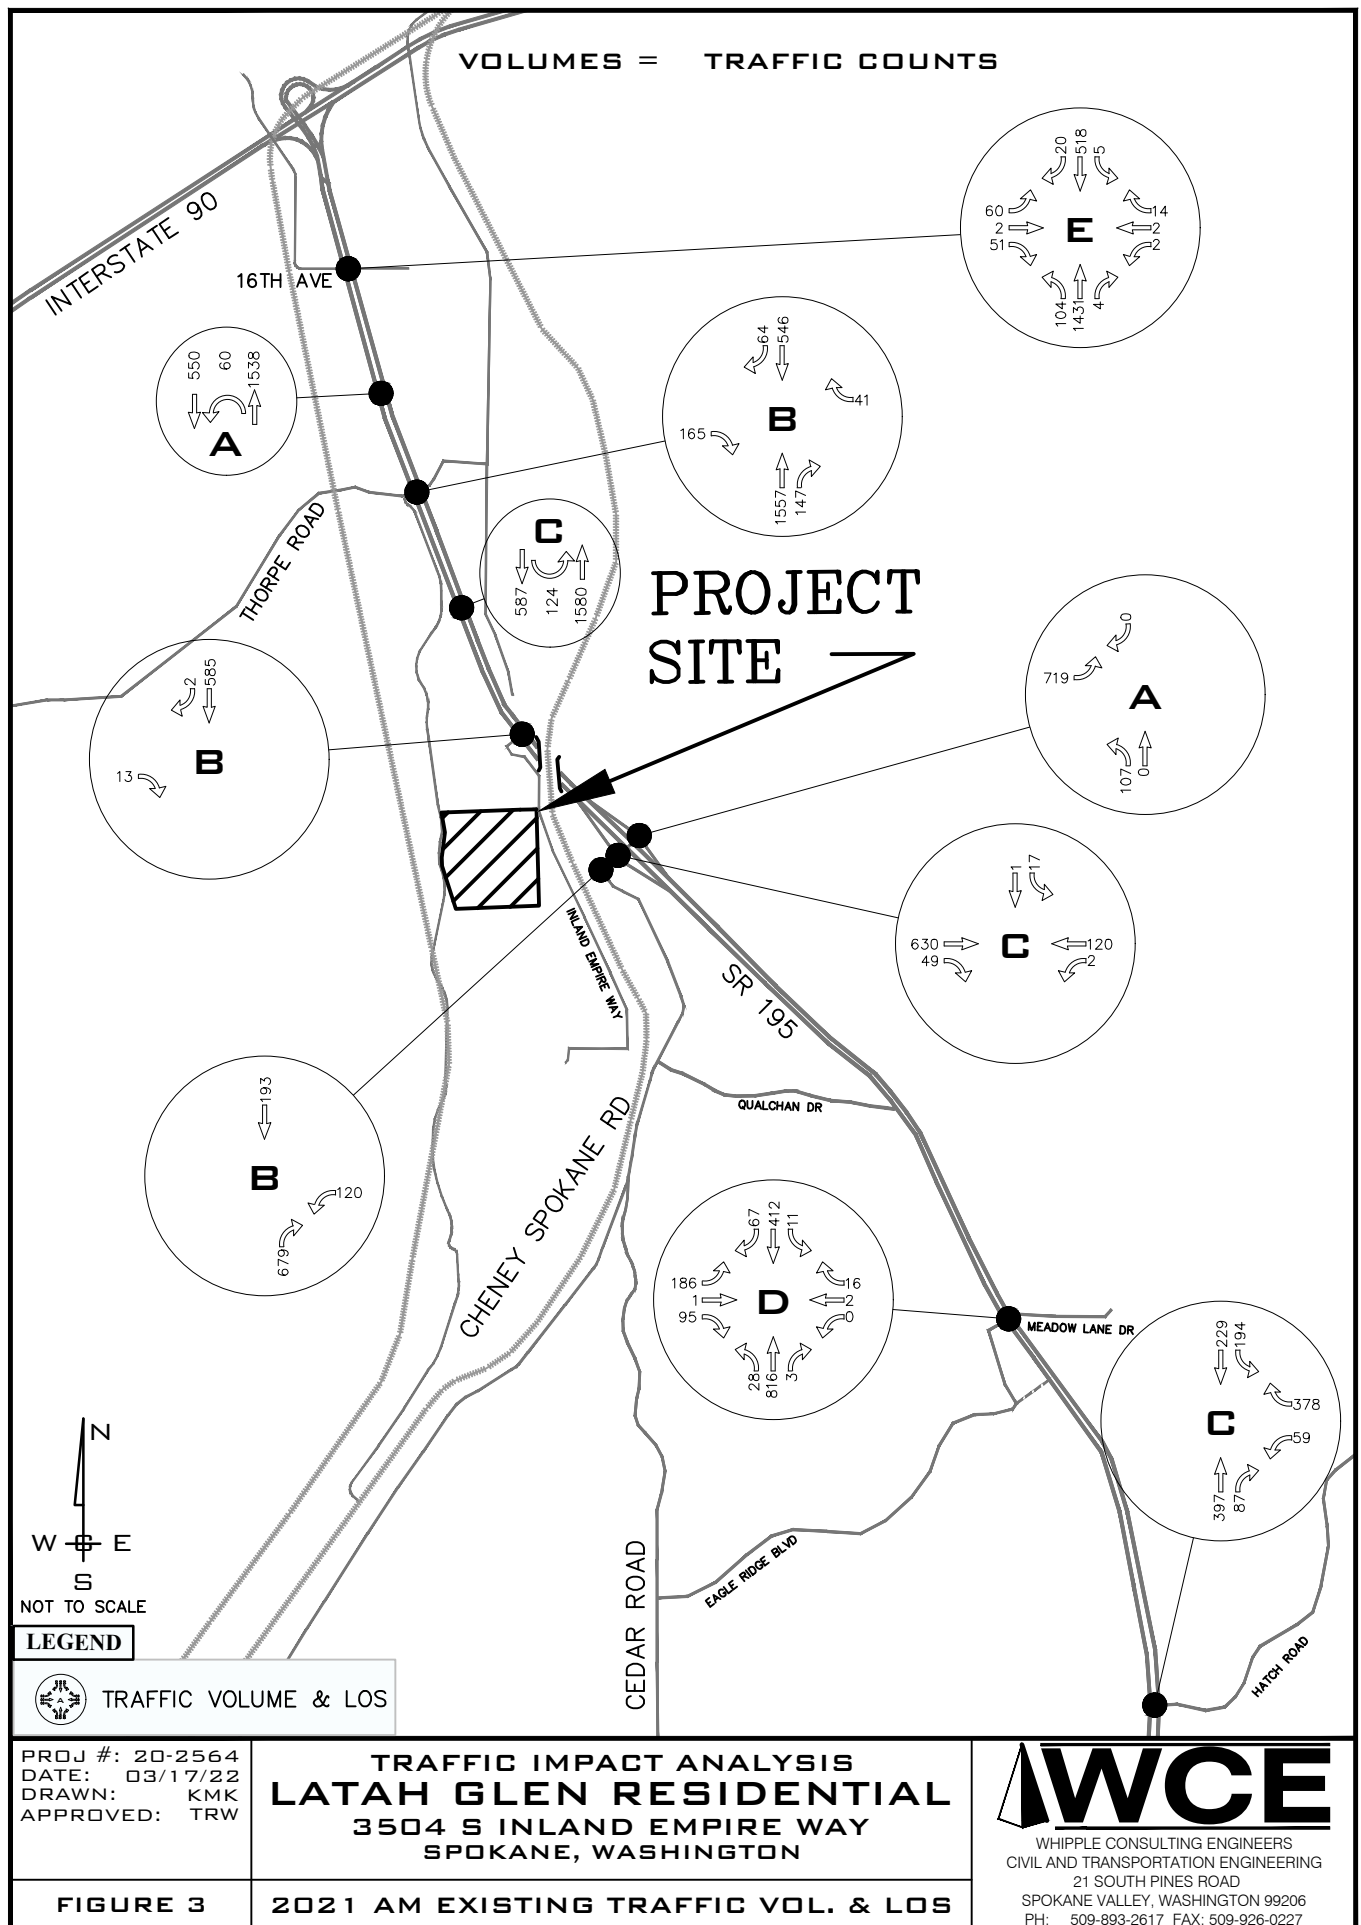 VOLUMES = TRAFFIC COUNTS
INTERSTATE 90
16TH AVE
20
518
5
60
2
51
E
14
2
2
104
1431
4
550
60
1538
A
64
546
41
B
165
1557
147
THORPE ROAD
C
587
124
1580
PROJECT
SITE
0
719
A
107
0
2
585
B
13
1
17
630
49
C
120
2
INLAND EMPIRE WAY
SR 195
QUALCHAN DR
193
B
120
679
CHENEY SPOKANE RD
67
412
11
186
1
95
D
16
2
0
28
816
3
MEADOW LANE DR
229
194
378
C
59
397
87
N
W E
S
NOT TO SCALE
CEDAR ROAD
EAGLE RIDGE BLVD
HATCH ROAD
LEGEND
A
TRAFFIC VOLUME & LOS
PROJ #: 20-2564
DATE: 03/17/22
DRAWN: KMK
APPROVED: TRW
TRAFFIC IMPACT ANALYSIS
LATAH GLEN RESIDENTIAL
3504 S INLAND EMPIRE WAY
SPOKANE, WASHINGTON
FIGURE 3
2021 AM EXISTING TRAFFIC VOL. & LOS
WCE
WHIPPLE CONSULTING ENGINEERS
CIVIL AND TRANSPORTATION ENGINEERING
21 SOUTH PINES ROAD
SPOKANE VALLEY, WASHINGTON 99206
PH: 509-893-2617 FAX: 509-926-0227